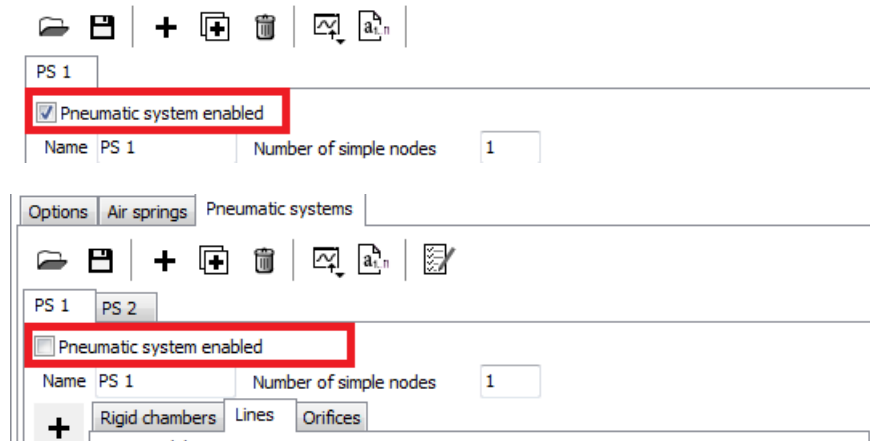 PS 1
Pneumatic system enabled
Name PS 1 Number of simple nodes 1
Options Air springs Pneumatic systems
PS 1 PS 2
Pneumatic system enabled
Name PS 1 Number of simple nodes 1
Rigid chambers Lines Orifices